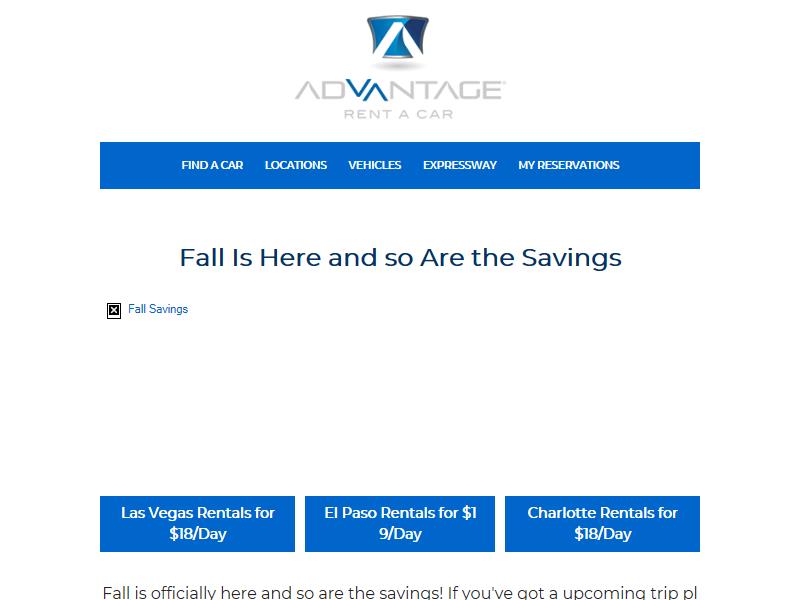 ADVANTAGE
RENT A CAR
FIND A CAR LOCATIONS VEHICLES EXPRESSWAY MY RESERVATIONS
Fall Is Here and so Are the Savings
Fall Savings
Las Vegas Rentals for
$18/Day
El Paso Rentals for $1
9/Day
Charlotte Rentals for
$18/Day
Fall is officially here and so are the savings! If you've got a upcoming trip pl